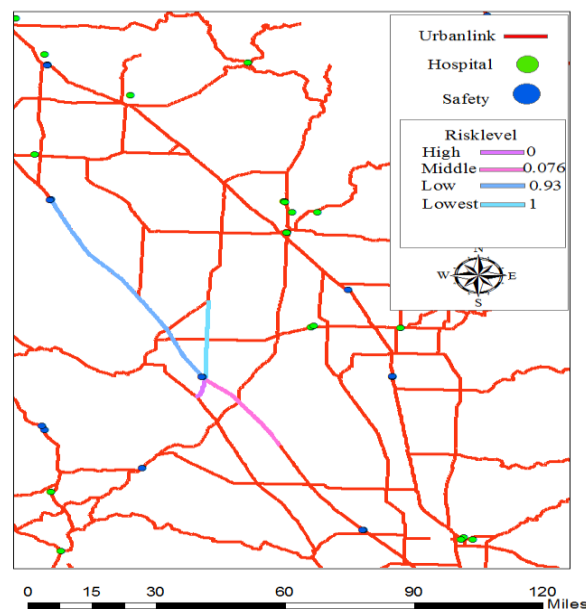 Urbanlink
Hospital
Safety
Risklevel
High 0
Middle 0.076
Low 0.93
Lowest 1
N
W E
S
0 15 30 60 90 120
Miles